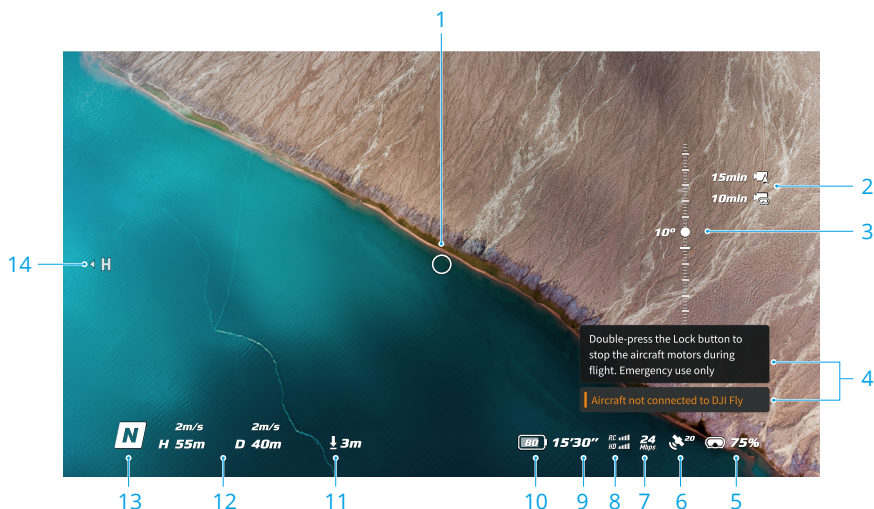 1
15min
2
10min
10°
3
14
H
Double-press the Lock button to
stop the aircraft motors during
flight. Emergency use only
4
Aircraft not connected to DJI Fly
N
2m/s
H 55m
2m/s
D 40m
3m
80
15'30"
RC
HD
24
Mbps
20
75%
13
12
11
10
9
8
7
6
5